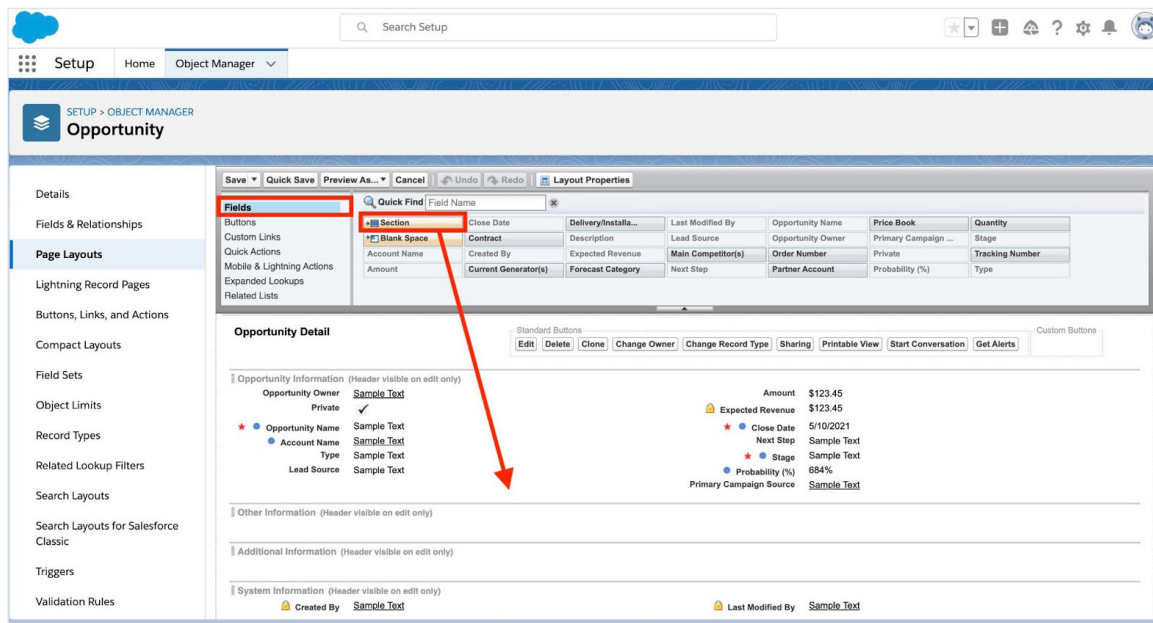 Search Setup
Setup Home Object Manager
SETUP > OBJECT MANAGER
Opportunity
Details
Fields & Relationships
Page Layouts
Lightning Record Pages
Buttons, Links, and Actions
Compact Layouts
Field Sets
Object Limits
Record Types
Related Lookup Filters
Search Layouts
Search Layouts for Salesforce
Classic
Triggers
Validation Rules
Save Quick Save Preview As... Cancel Undo Redo Layout Properties
Fields
Buttons
Custom Links
Quick Actions
Mobile & Lightning Actions
Expanded Lookups
Related Lists
Quick Find Field Name
Section Close Date Delivery/Installa... Last Modified By Opportunity Name Price Book Quantity
Blank Space Contract Description Lead Source Opportunity Owner Primary Campaign ... Stage
Account Name Created By Expected Revenue Main Competitor(s) Order Number Private Tracking Number
Amount Current Generator(s) Forecast Category Next Step Partner Account Probability (%) Type
Opportunity Detail
Standard Buttons
Edit Delete Clone Change Owner Change Record Type Sharing Printable View Start Conversation Get Alerts
Custom Buttons
Opportunity Information (Header visible on edit only)
Opportunity Owner Sample Text Amount $123.45
Private ✓ Expected Revenue $123.45
* Opportunity Name Sample Text * Close Date 5/10/2021
Account Name Sample Text Next Step Sample Text
Type Sample Text * Stage Sample Text
Lead Source Sample Text Probability (%) 684%
Primary Campaign Source Sample Text
Other Information (Header visible on edit only)
Additional Information (Header visible on edit only)
System Information (Header visible on edit only)
Created By Sample Text Last Modified By Sample Text